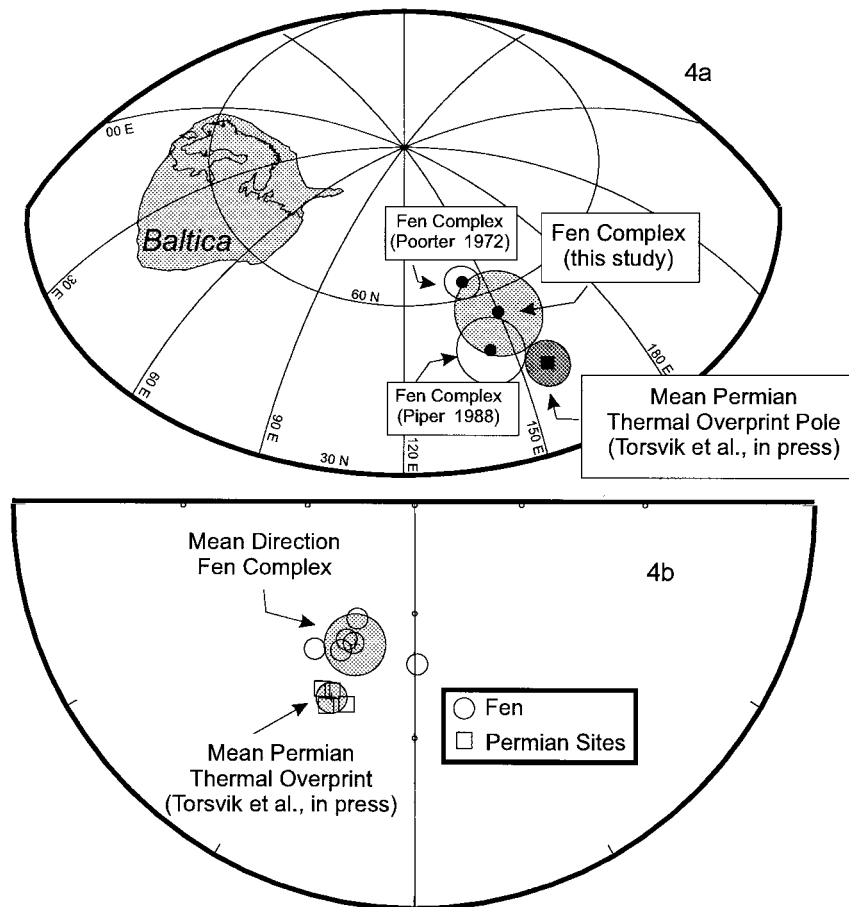 4a
00 E
Baltica
Fen Complex
(Poorter 1972)
Fen Complex
(this study)
60 N
30 E
60 E
90 E
30 N
120 E
150 E
180 E
Fen Complex
(Piper 1988)
Mean Permian
Thermal Overprint Pole
(Torsvik et al., in press)
4b
Mean Direction
Fen Complex
Fen
Permian Sites
Mean Permian
Thermal Overprint
(Torsvik et al., in press)